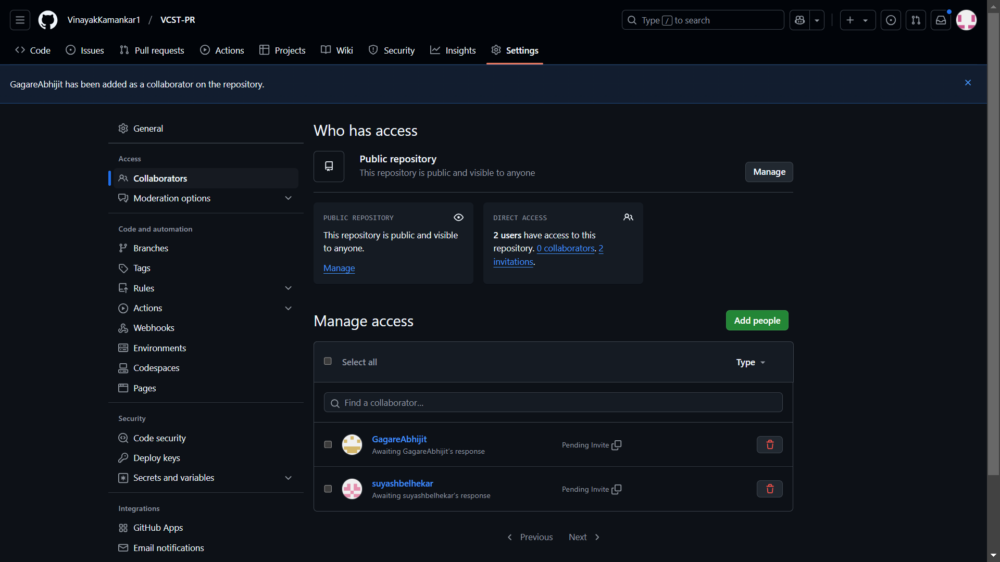 VinayakKamankar1 / VCST-PR
Type / to search
Code
Issues
Pull requests
Actions
Projects
Wiki
Security
Insights
Settings
GagareAbhijit has been added as a collaborator on the repository.
General
Access
Collaborators
Moderation options
Code and automation
Branches
Tags
Rules
Actions
Webhooks
Environments
Codespaces
Pages
Security
Code security
Deploy keys
Secrets and variables
Integrations
GitHub Apps
Email notifications
Who has access
Public repository
This repository is public and visible to anyone
Manage
PUBLIC REPOSITORY
This repository is public and visible
to anyone.
Manage
DIRECT ACCESS
2 users have access to this
repository. 0 collaborators. 2
invitations.
Manage access
Add people
Select all
Type
Find a collaborator...
GagareAbhijit
Awaiting GagareAbhijit's response
Pending Invite
suyashbelhekar
Awaiting suyashbelhekar's response
Pending Invite
Previous
Next